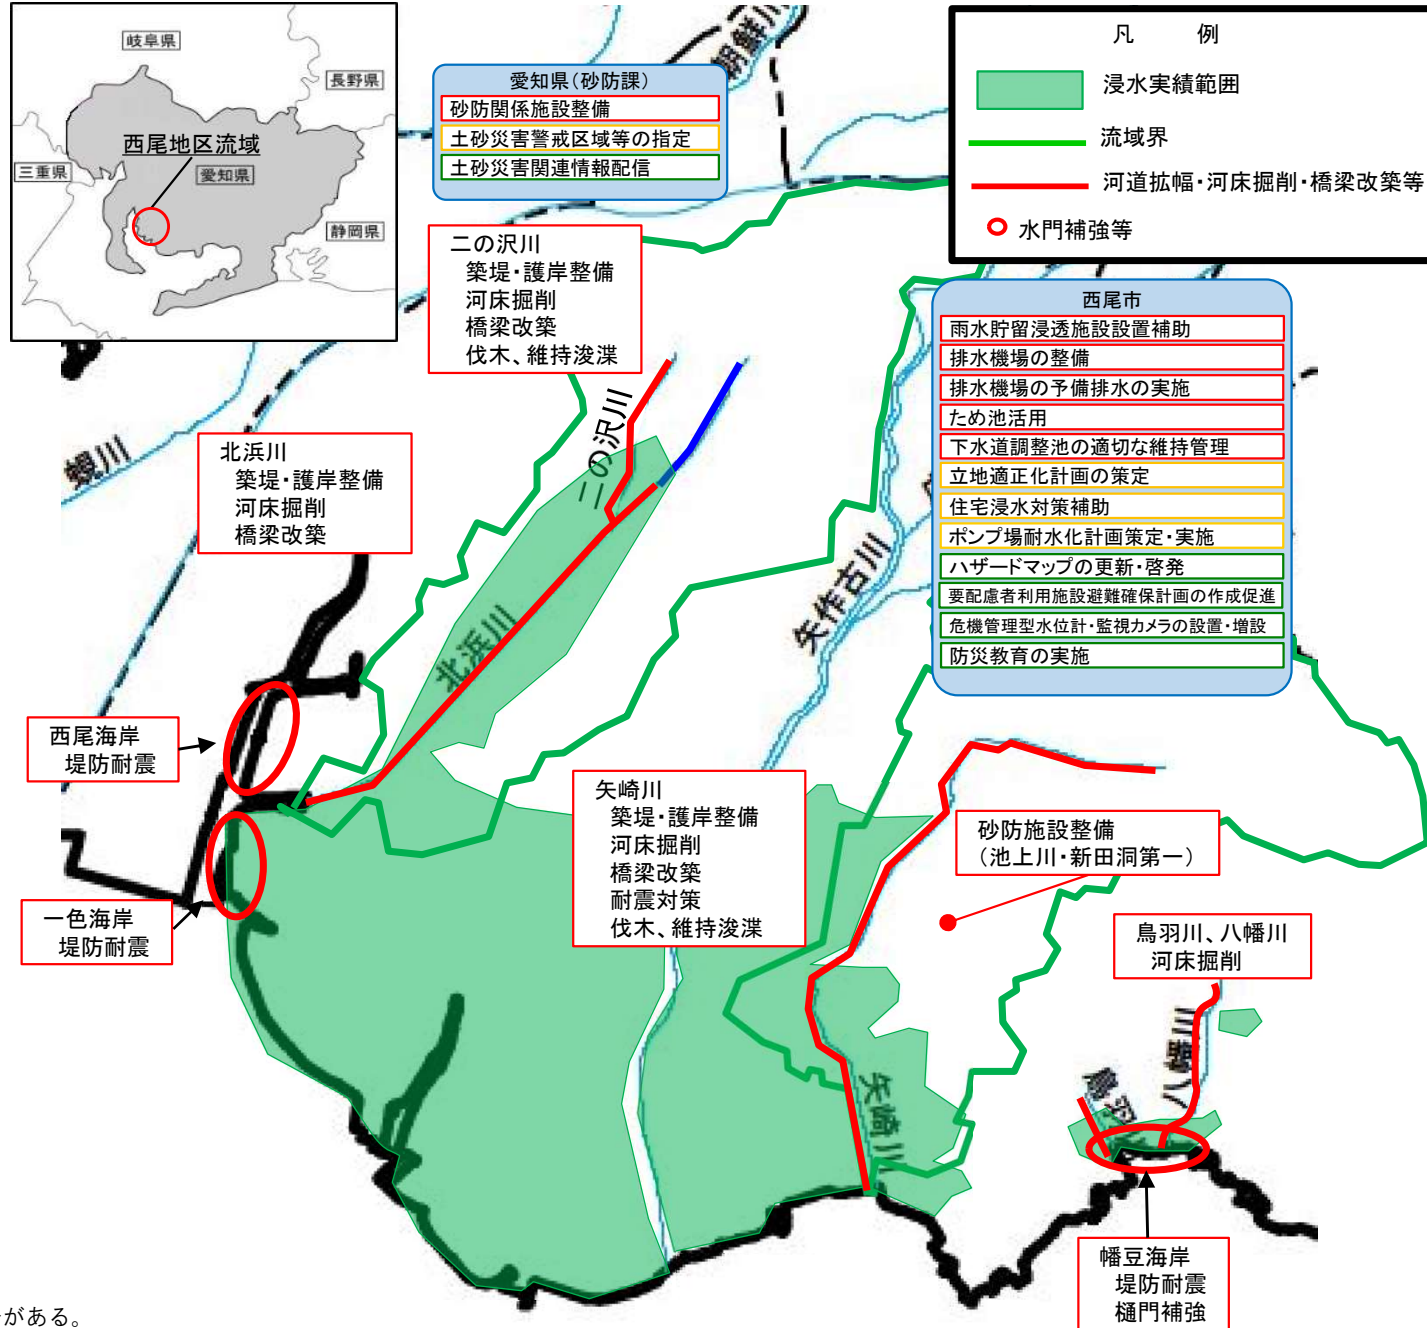 岐阜県
長野県
西尾地区流域
三重県
愛知県
静岡県
愛知県(砂防課)
砂防関係施設整備
土砂災害警戒区域等の指定
土砂災害関連情報配信
朝鮮川
凡 例
浸水実績範囲
流域界
河道拡幅・河床掘削・橋梁改築等
水門補強等
二の沢川
築堤・護岸整備
河床掘削
橋梁改築
伐木、維持浚渫
西尾市
雨水貯留浸透施設設置補助
排水機場の整備
排水機場の予備排水の実施
ため池活用
下水道調整池の適切な維持管理
立地適正化計画の策定
住宅浸水対策補助
ポンプ場耐水化計画策定・実施
ハザードマップの更新・啓発
要配慮者利用施設避難確保計画の作成促進
危機管理型水位計・監視カメラの設置・増設
防災教育の実施
二の沢川
蜆川
北浜川
築堤・護岸整備
河床掘削
橋梁改築
北浜川
矢作古川
西尾海岸
堤防耐震
矢崎川
築堤・護岸整備
河床掘削
橋梁改築
耐震対策
伐木、維持浚渫
砂防施設整備
(池上川・新田洞第一)
一色海岸
堤防耐震
鳥羽川、八幡川
河床掘削
八幡川
鳥羽
矢崎川
幡豆海岸
堤防耐震
樋門補強
がある。